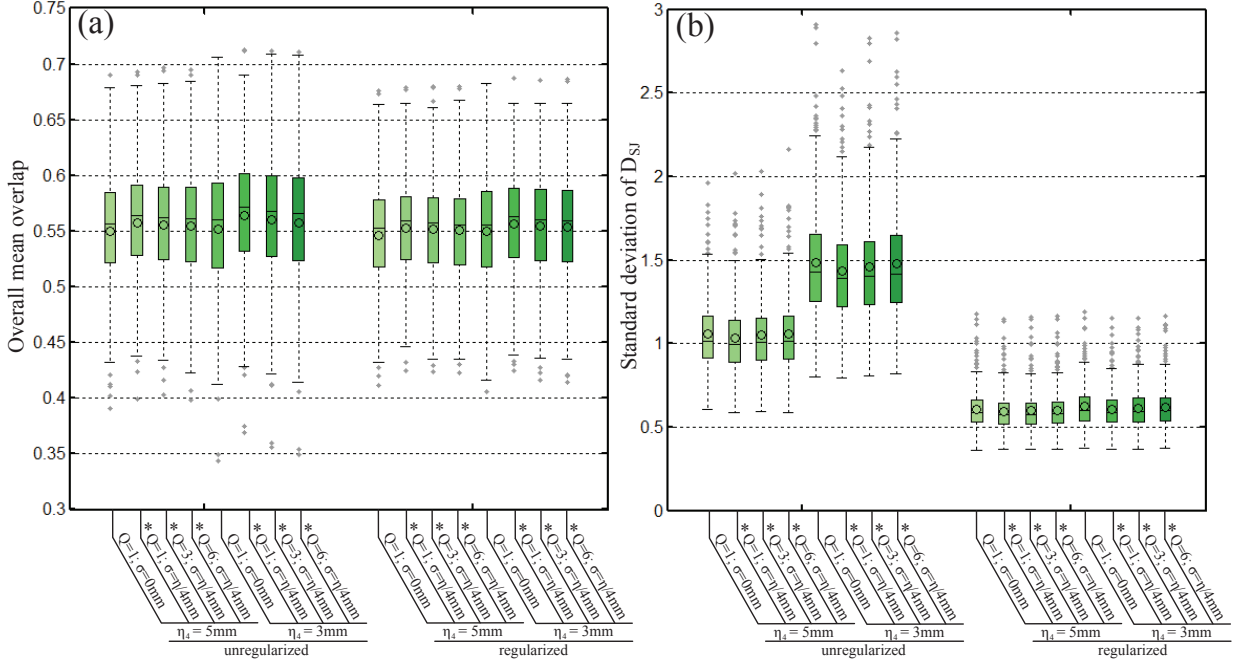 (a)
Overall mean overlap
0.75
0.7
0.65
0.6
0.55
0.5
0.45
0.4
0.35
0.3
Q=1; σ=0mm
* Q=1; σ=η/4mm
* Q=3; σ=η/4mm
* Q=6; σ=η/4mm
Q=1; σ=0mm
* Q=1; σ=η/4mm
* Q=3; σ=η/4mm
* Q=6; σ=η/4mm
η₄ = 5mm
η₄ = 3mm
unregularized
Q=1; σ=0mm
* Q=1; σ=η/4mm
* Q=3; σ=η/4mm
* Q=6; σ=η/4mm
Q=1; σ=0mm
* Q=1; σ=η/4mm
* Q=3; σ=η/4mm
* Q=6; σ=η/4mm
η₄ = 5mm
η₄ = 3mm
regularized
(b)
Standard deviation of D_SJ
3
2.5
2
1.5
1
0.5
0
Q=1; σ=0mm
* Q=1; σ=η/4mm
* Q=3; σ=η/4mm
* Q=6; σ=η/4mm
Q=1; σ=0mm
* Q=1; σ=η/4mm
* Q=3; σ=η/4mm
* Q=6; σ=η/4mm
η₄ = 5mm
η₄ = 3mm
unregularized
Q=1; σ=0mm
* Q=1; σ=η/4mm
* Q=3; σ=η/4mm
* Q=6; σ=η/4mm
Q=1; σ=0mm
* Q=1; σ=η/4mm
* Q=3; σ=η/4mm
* Q=6; σ=η/4mm
η₄ = 5mm
η₄ = 3mm
regularized